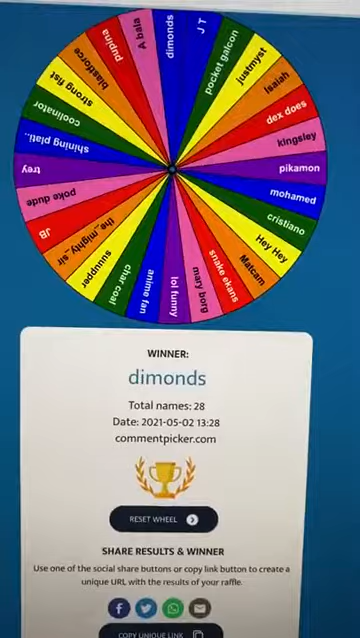 dimonds
J T
pocket galcon
justmyst
Isaiah
dex does
kingsley
pikamon
mohamed
cristiano
Hey Hey
Matcam
snake ekans
mary borg
lol funny
anime fan
char coal
suuupper
the_mighty_sir
JB
poke dude
trey
shining plati..
coolinator
strong fist
blastforce
pupina
A bala
WINNER:
dimonds
Total names: 28
Date: 2021-05-02 13:28
commentpicker.com
RESET WHEEL
SHARE RESULTS & WINNER
Use one of the social share buttons or copy link button to create a
unique URL with the results of your raffle.
COPY UNIQUE LINK